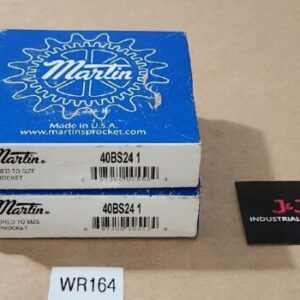 Martin
Made in U.S.A.
www.martinsprocket.com
Martin
40BS24 1
BORED TO SIZE
SPROCKET
Martin
40BS24 1
BORED TO SIZE
SPROCKET
WR164
J&J
INDUSTRIAL